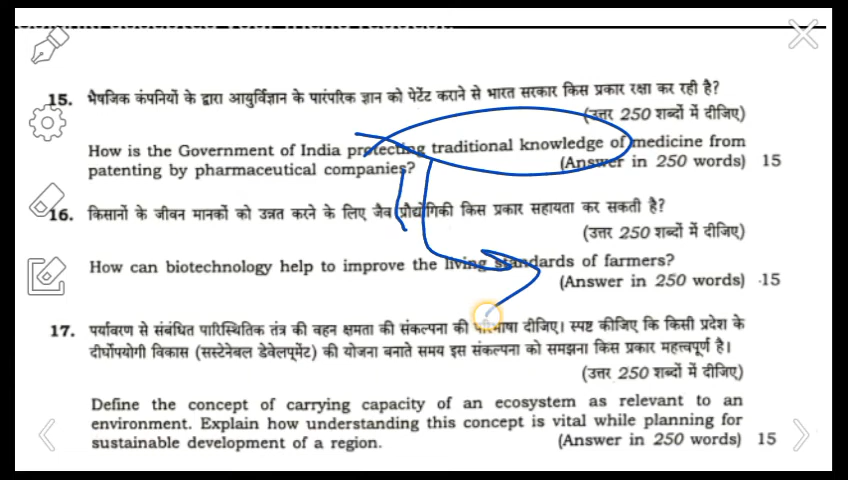 15. भैषजिक कंपनियों के द्वारा आयुर्विज्ञान के पारंपरिक ज्ञान को पेटेंट कराने से भारत सरकार किस प्रकार रक्षा कर रही है?
(उत्तर 250 शब्दों में दीजिए)
How is the Government of India protecting traditional knowledge of medicine from
patenting by pharmaceutical companies? (Answer in 250 words) 15
16. किसानों के जीवन मानकों को उन्नत करने के लिए जैव प्रौद्योगिकी किस प्रकार सहायता कर सकती है?
(उत्तर 250 शब्दों में दीजिए)
How can biotechnology help to improve the living standards of farmers?
(Answer in 250 words) 15
17. पर्यावरण से संबंधित पारिस्थितिक तंत्र की वहन क्षमता की संकल्पना की परिभाषा दीजिए। स्पष्ट कीजिए कि किसी प्रदेश के
दीर्घोपयोगी विकास (सस्टेनेबल डेवेलप्मेंट) की योजना बनाते समय इस संकल्पना को समझना किस प्रकार महत्त्वपूर्ण है।
(उत्तर 250 शब्दों में दीजिए)
Define the concept of carrying capacity of an ecosystem as relevant to an
environment. Explain how understanding this concept is vital while planning for
sustainable development of a region. (Answer in 250 words) 15